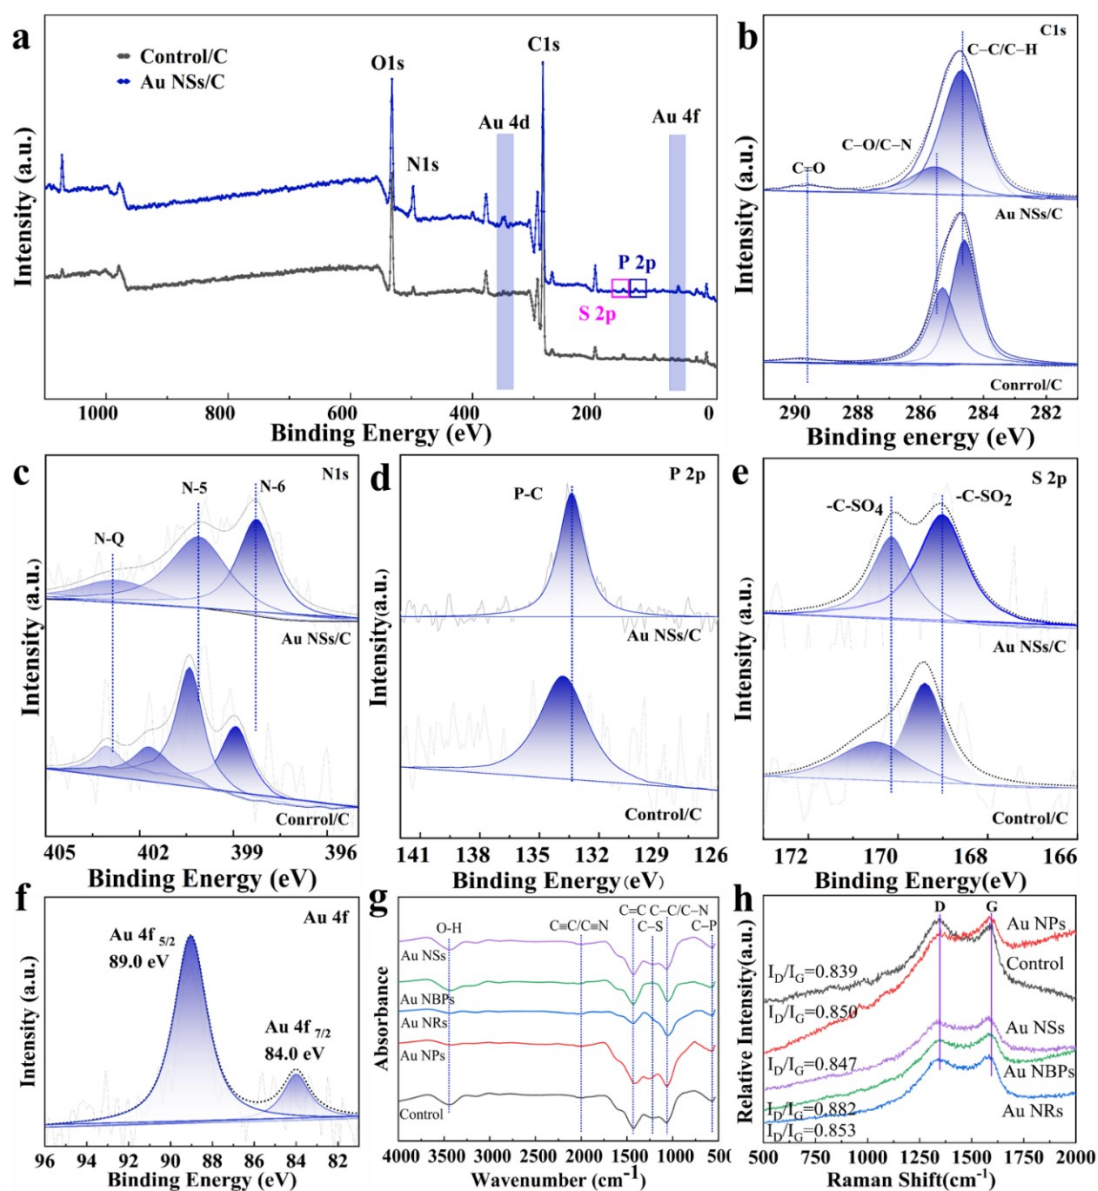 a
Control/C
Au NSs/C
O1s
N1s
C1s
Au 4d
Au 4f
P 2p
S 2p
Intensity (a.u.)
1000 800 600 400 200 0
Binding Energy (eV)
b
C1s
C–C/C–H
C–O/C–N
C=O
Au NSs/C
Conrrol/C
Intensity (a.u.)
290 288 286 284 282
Binding energy (eV)
c
N1s
N-5
N-6
N-Q
Au NSs/C
Conrrol/C
Intensity (a.u.)
405 402 399 396
Binding Energy (eV)
d
P 2p
P-C
Au NSs/C
Control/C
Intensity(a.u.)
141 138 135 132 129 126
Binding Energy(eV)
e
S 2p
-C-SO4
-C-SO2
Au NSs/C
Control/C
Intensity (a.u.)
172 170 168 166
Binding Energy(eV)
f
Au 4f
Au 4f 5/2
89.0 eV
Au 4f 7/2
84.0 eV
Intensity (a.u.)
96 94 92 90 88 86 84 82
Binding Energy (eV)
g
C=C C–C/C–N
O-H C≡C/C≡N C–S C–P
Au NSs
Au NBPs
Au NRs
Au NPs
Control
Absorbance
4000 3500 3000 2500 2000 1500 1000 500
Wavenumber (cm-1)
h
D G
Au NPs
Control
ID/IG=0.839
ID/IG=0.850
Au NSs
ID/IG=0.847
Au NBPs
ID/IG=0.882
Au NRs
ID/IG=0.853
Relative Intensity(a.u.)
500 750 1000 1250 1500 1750 2000
Raman Shift(cm-1)